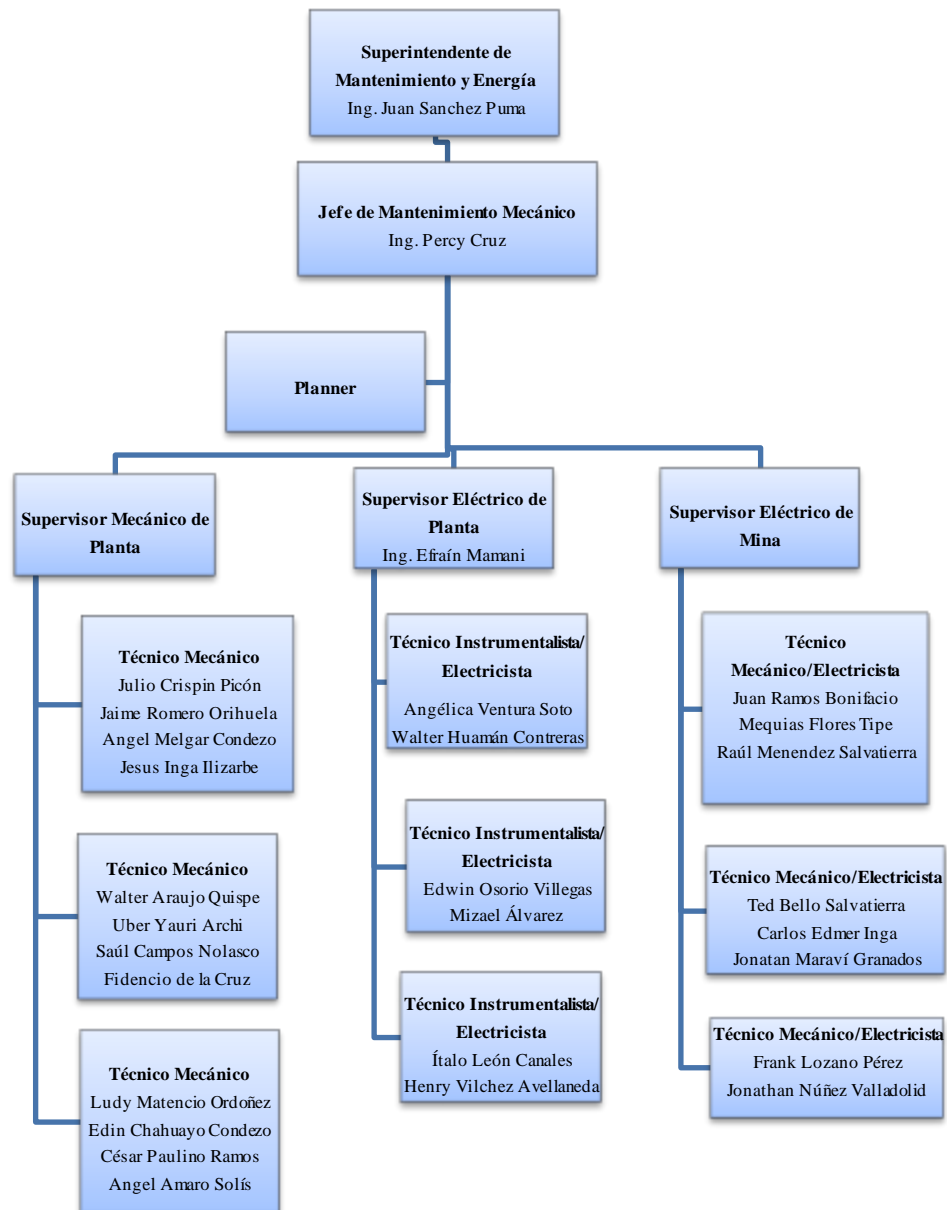 Superintendente de
Mantenimiento y Energía
Ing. Juan Sanchez Puma
Jefe de Mantenimiento Mecánico
Ing. Percy Cruz
Planner
Supervisor Mecánico de
Planta
Supervisor Eléctrico de
Planta
Ing. Efraín Mamani
Supervisor Eléctrico de
Mina
Técnico Mecánico
Julio Crispin Picón
Jaime Romero Orihuela
Angel Melgar Condezo
Jesus Inga Ilizarbe
Técnico Mecánico
Walter Araujo Quispe
Uber Yauri Archi
Saúl Campos Nolasco
Fidencio de la Cruz
Técnico Mecánico
Ludy Matencio Ordoñez
Edin Chahuayo Condezo
César Paulino Ramos
Angel Amaro Solís
Técnico Instrumentalista/
Electricista
Angélica Ventura Soto
Walter Huamán Contreras
Técnico Instrumentalista/
Electricista
Edwin Osorio Villegas
Mizael Álvarez
Técnico Instrumentalista/
Electricista
Ítalo León Canales
Henry Vilchez Avellaneda
Técnico
Mecánico/Electricista
Juan Ramos Bonifacio
Mequias Flores Tipe
Raúl Menendez Salvatierra
Técnico Mecánico/Electricista
Ted Bello Salvatierra
Carlos Edmer Inga
Jonatan Maraví Granados
Técnico Mecánico/Electricista
Frank Lozano Pérez
Jonathan Núñez Valladolid